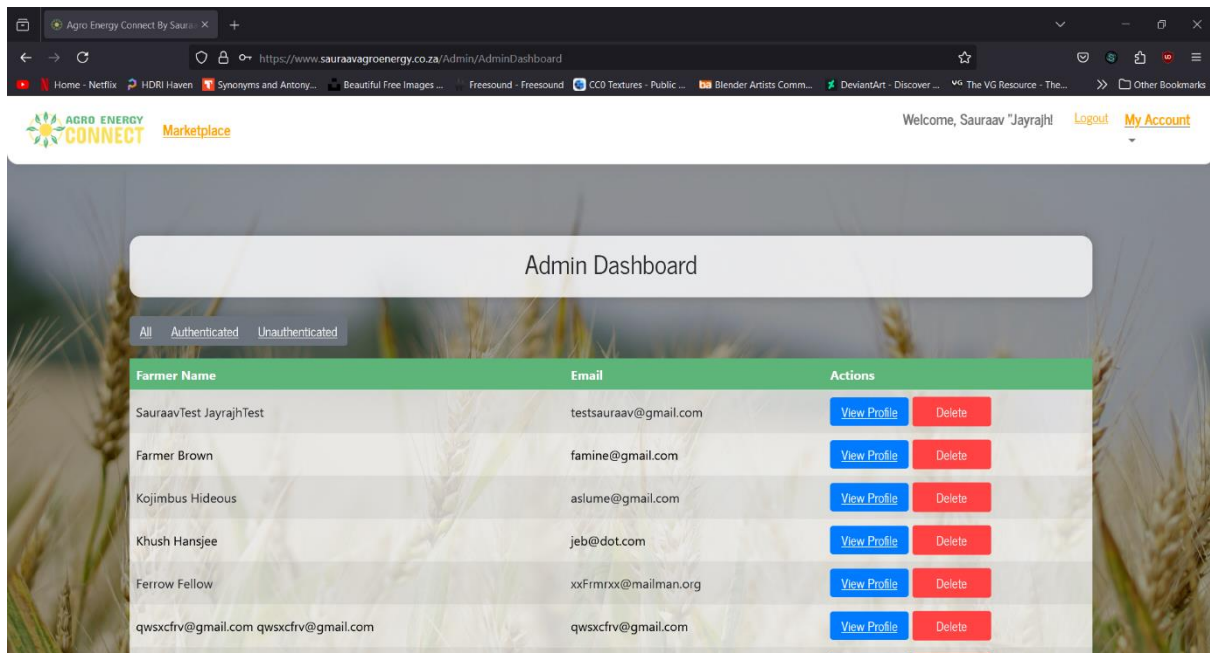 Agro Energy Connect By Saura
https://www.sauraavagroenergy.co.za/Admin/AdminDashboard
Home - Netflix HDRI Haven Synonyms and Antony... Beautiful Free Images ... Freesound - Freesound CC0 Textures - Public ... Blender Artists Comm... DeviantArt - Discover ... VG The VG Resource - The... Other Bookmarks
AGRO ENERGY
CONNECT
Marketplace
Welcome, Sauraav "Jayrajh! Logout My Account
Admin Dashboard
All Authenticated Unauthenticated
Farmer Name Email Actions
SauraavTest JayrajhTest testsauraav@gmail.com View Profile Delete
Farmer Brown famine@gmail.com View Profile Delete
Kojimbus Hideous aslume@gmail.com View Profile Delete
Khush Hansjee jeb@dot.com View Profile Delete
Ferrow Fellow xxFrmrxx@mailman.org View Profile Delete
qwsxcfrv@gmail.com qwsxcfrv@gmail.com qwsxcfrv@gmail.com View Profile Delete